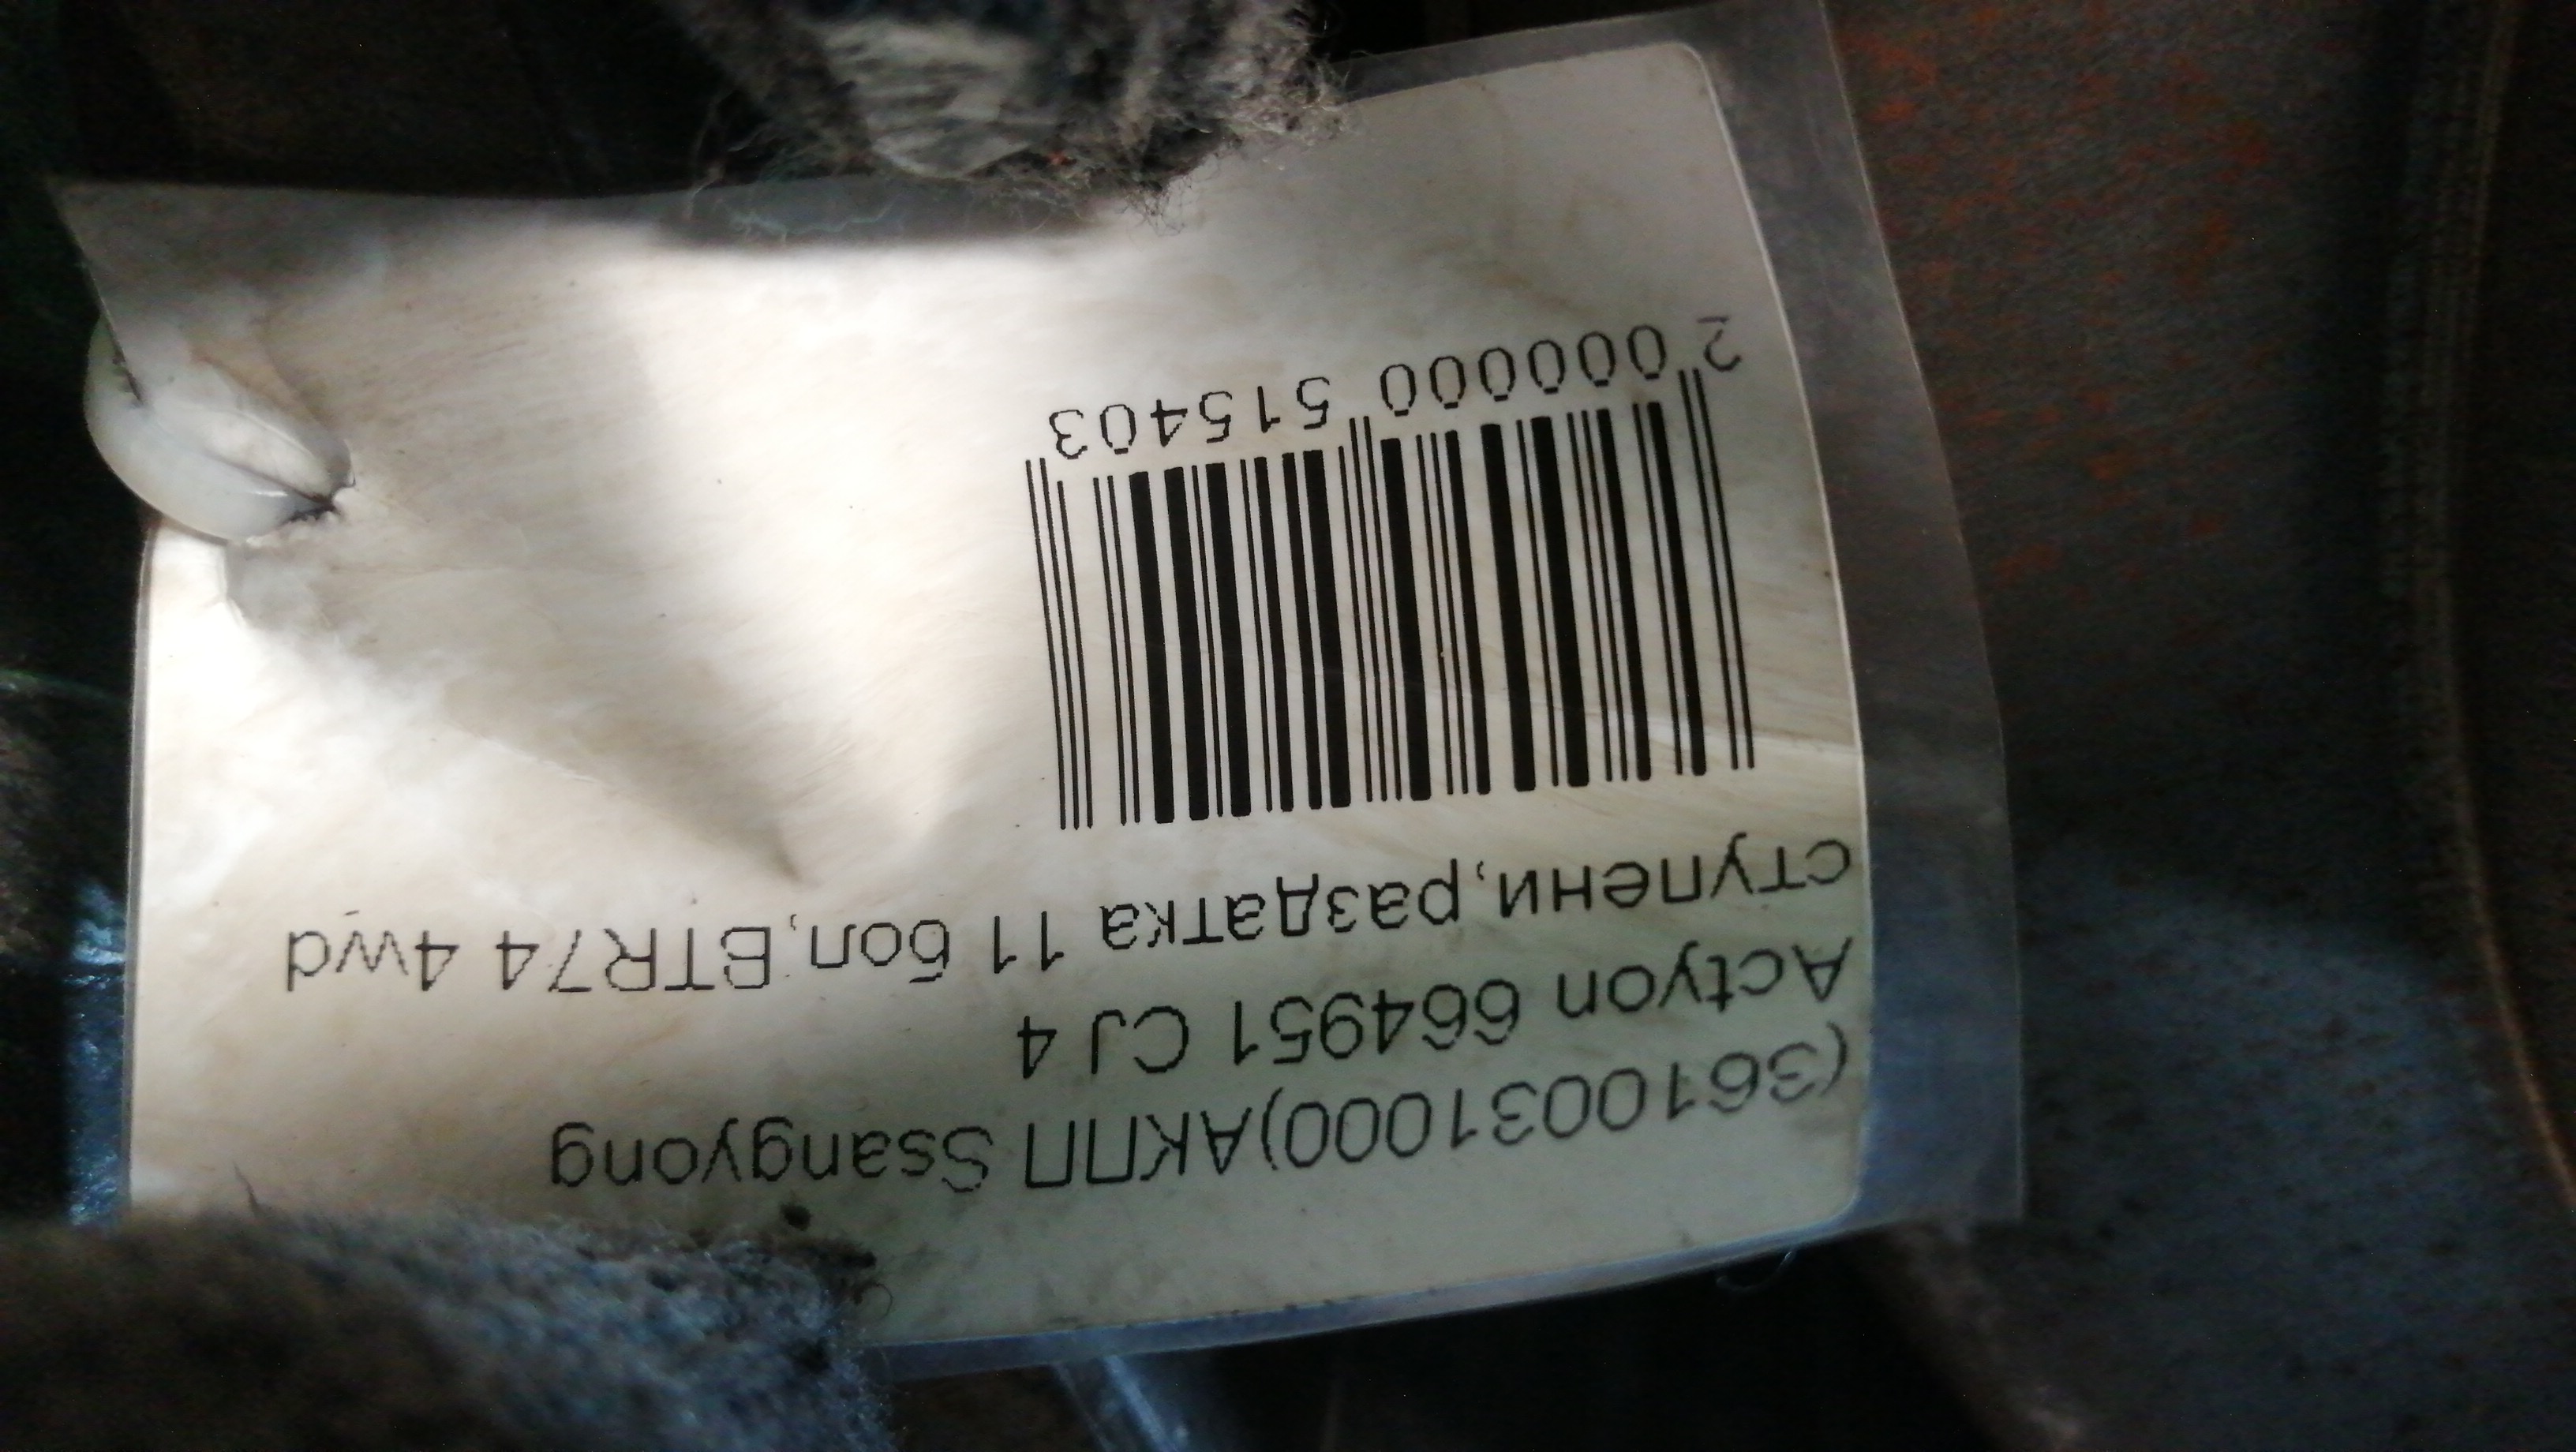 (3610031000)АКПП Ssangyong
Actyon 664951 CJ 4
ступени,раздатка 11 бол,BTR74 4wd
2 000000 515403